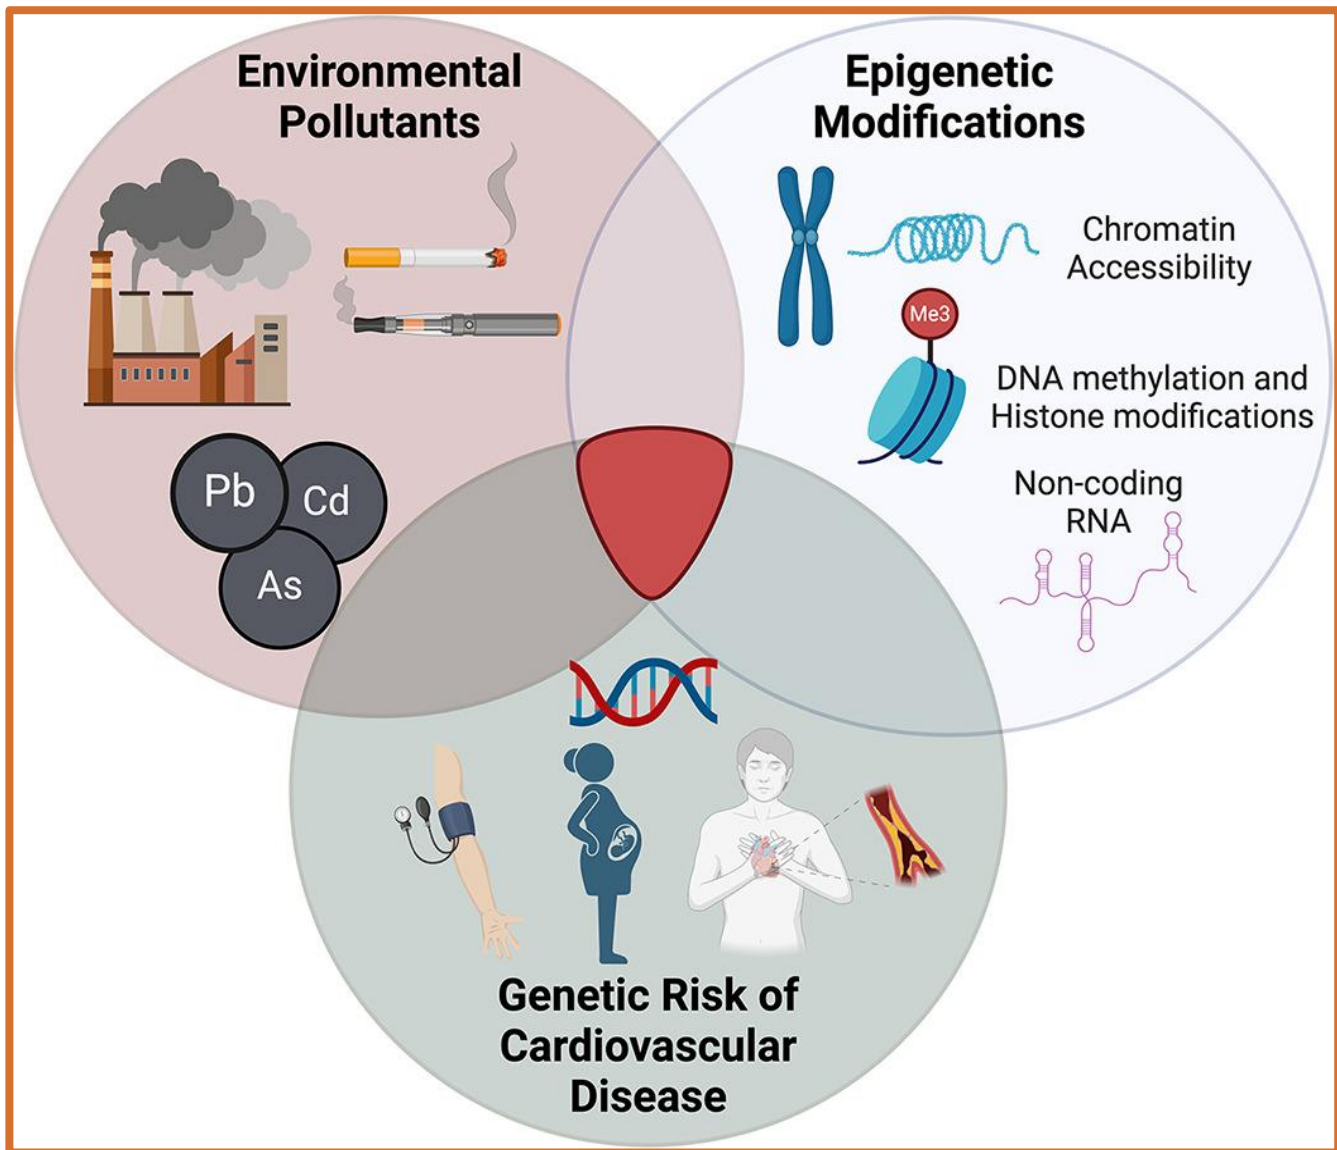 Environmental
Pollutants
Epigenetic
Modifications
Chromatin
Accessibility
Me3
DNA methylation and
Histone modifications
Non-coding
RNA
Pb
Cd
As
Genetic Risk of
Cardiovascular
Disease